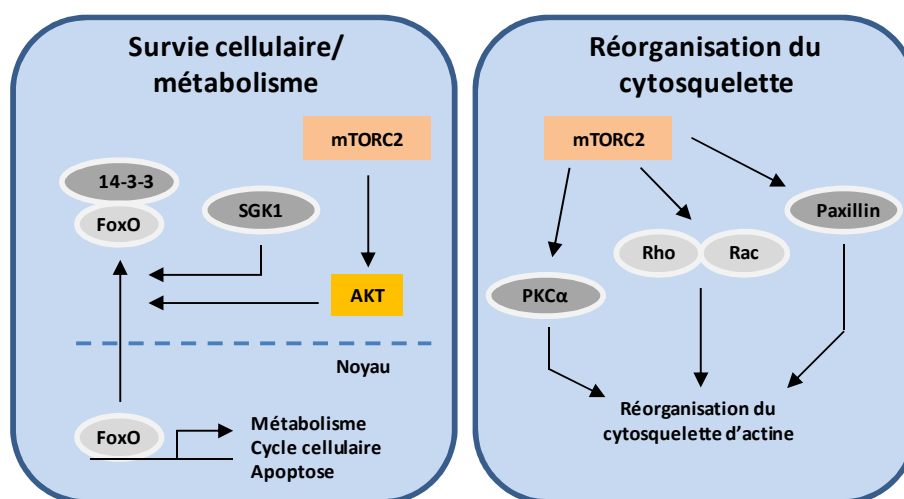 Survie cellulaire/
métabolisme
mTORC2
14-3-3
FoxO
SGK1
AKT
Noyau
FoxO
Métabolisme
Cycle cellulaire
Apoptose
Réorganisation du
cytosquelette
mTORC2
Paxillin
Rho
Rac
PKCα
Réorganisation du
cytosquelette d'actine